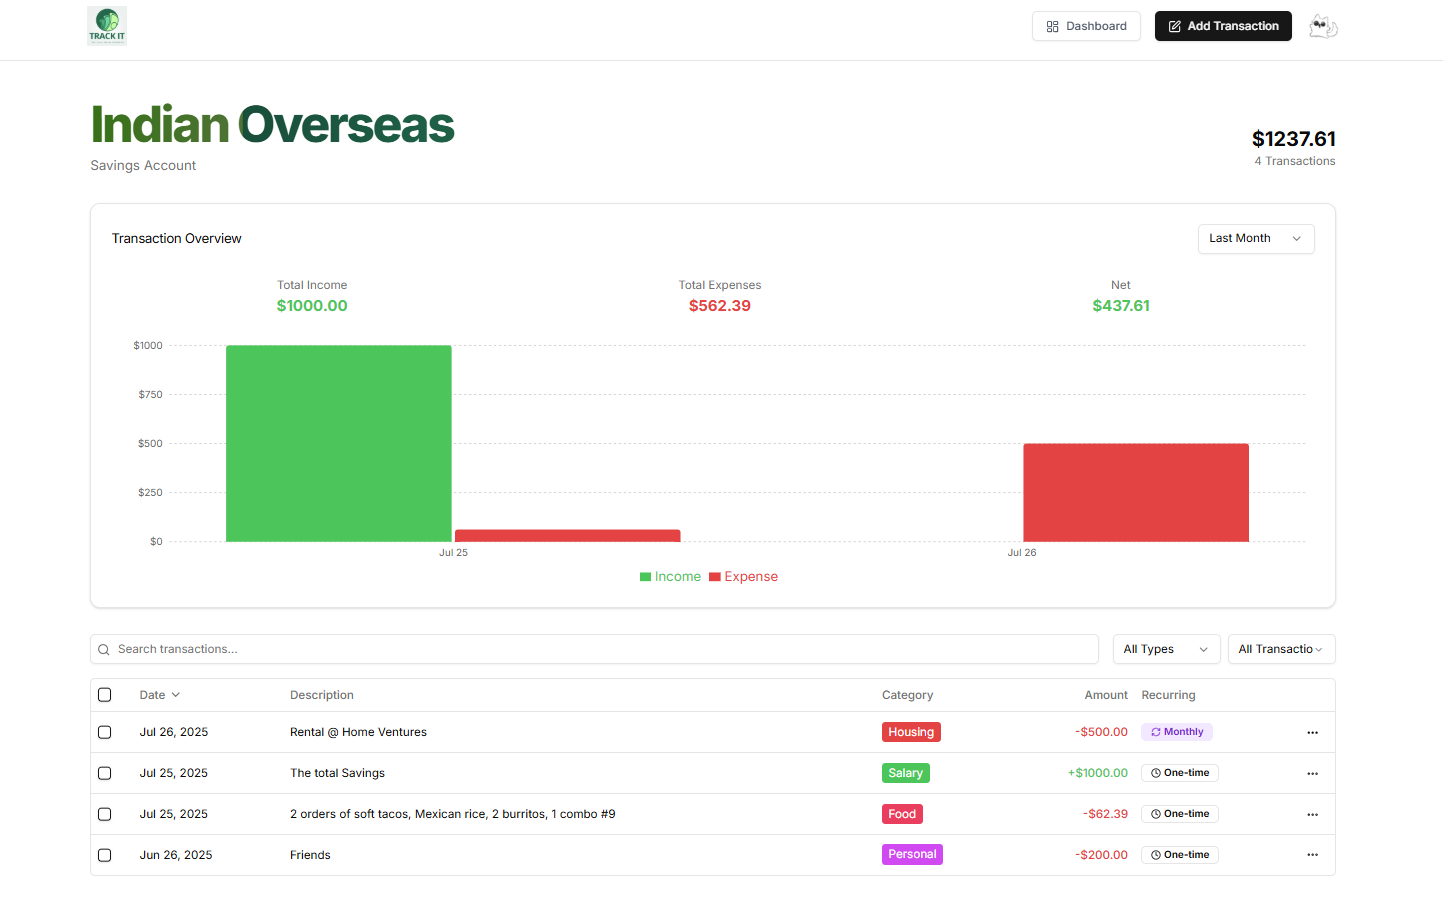 TRACK IT
Dashboard
Add Transaction
Indian Overseas
Savings Account
$1237.61
4 Transactions
Transaction Overview
Last Month
Total Income
$1000.00
Total Expenses
$562.39
Net
$437.61
$1000
$750
$500
$250
$0
Jul 25
Jul 26
Income
Expense
Search transactions...
All Types
All Transactio
Date Description Category Amount Recurring
Jul 26, 2025 Rental @ Home Ventures Housing -$500.00 Monthly ...
Jul 25, 2025 The total Savings Salary +$1000.00 One-time ...
Jul 25, 2025 2 orders of soft tacos, Mexican rice, 2 burritos, 1 combo #9 Food -$62.39 One-time ...
Jun 26, 2025 Friends Personal -$200.00 One-time ...